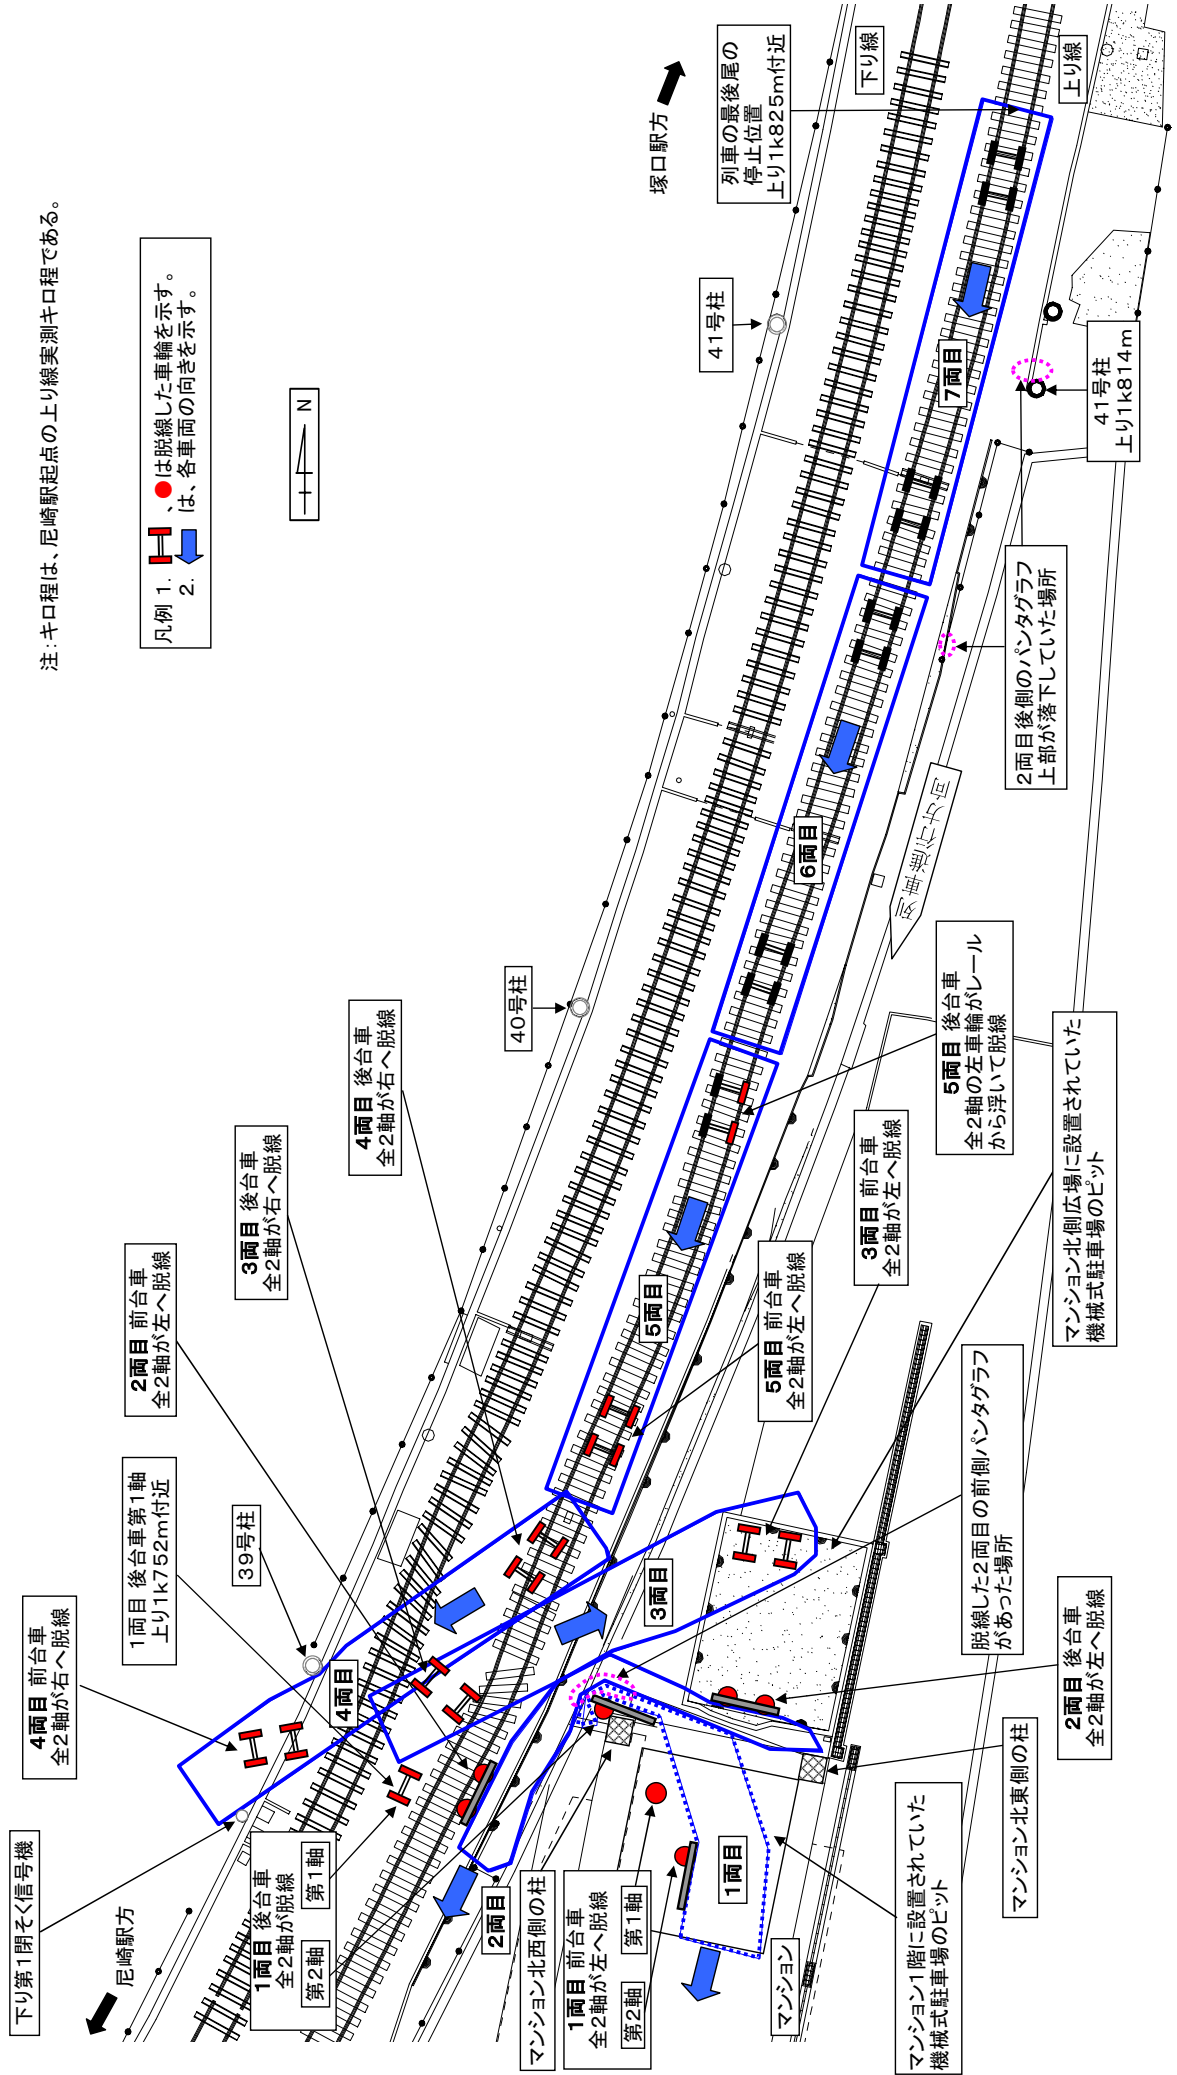 注：キロ程は、尼崎駅起点の上り線実測キロ程である。
凡例 1. 、●は脱線した車輪を示す。
2. は、各車両の向きを示す。
N
塚口駅方
下り線
上り線
列車の最後尾の
停止位置
上り1k825m付近
41号柱
7両目
41号柱
上り1k814m
2両目後側のパンタグラフ
上部が落下していた場所
6両目
列車進行方向
40号柱
5両目 後台車
全2軸の左車輪がレール
から浮いて脱線
4両目 後台車
全2軸が右へ脱線
3両目 後台車
全2軸が右へ脱線
2両目 前台車
全2軸が左へ脱線
マンション北側広場に設置されていた
機械式駐車場のピット
3両目 前台車
全2軸が左へ脱線
5両目
5両目 前台車
全2軸が左へ脱線
1両目 後台車第1軸
上り1k752m付近
39号柱
脱線した2両目の前側パンタグラフ
があった場所
4両目 前台車
全2軸が右へ脱線
3両目
4両目
2両目 後台車
全2軸が左へ脱線
下り第1閉そく信号機
尼崎駅方
1両目 後台車
全2軸が脱線
第2軸
第1軸
2両目
マンション北西側の柱
1両目 前台車
全2軸が左へ脱線
第2軸
第1軸
1両目
マンション
マンション北東側の柱
マンション1階に設置されていた
機械式駐車場のピット